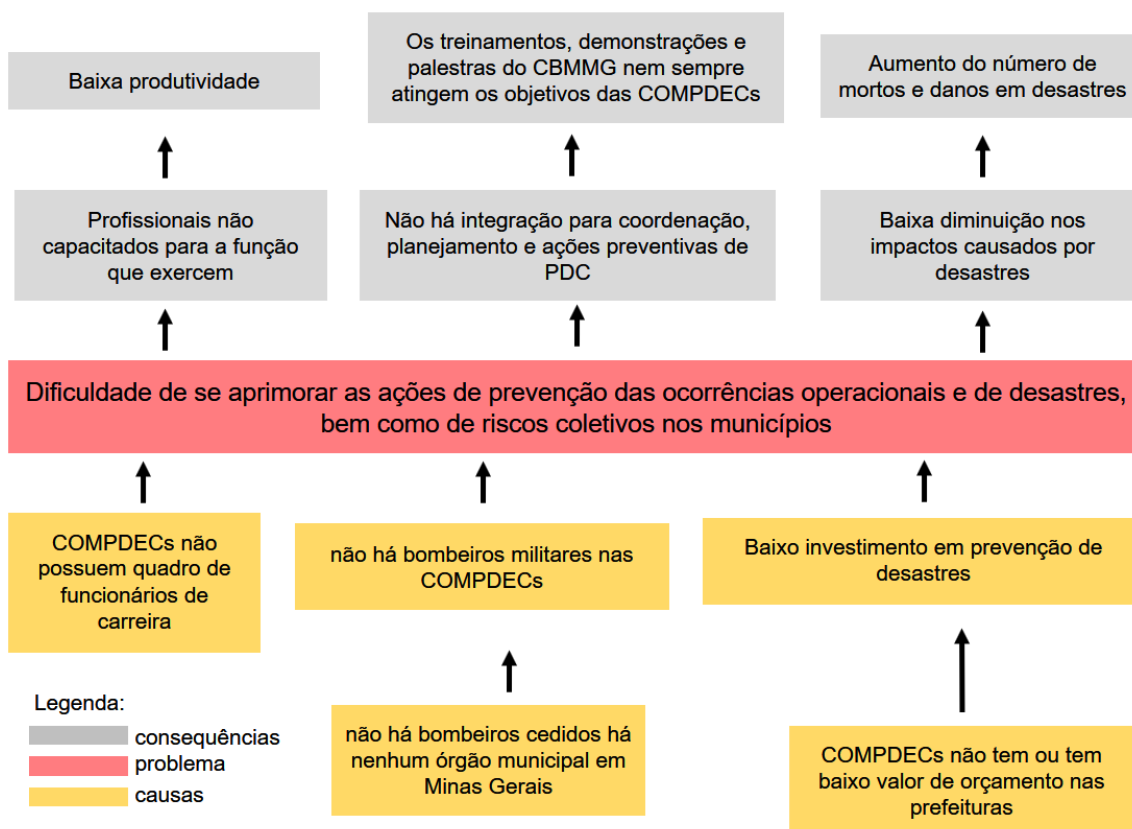 Baixa produtividade
Os treinamentos, demonstrações e
palestras do CBMMG nem sempre
atingem os objetivos das COMPDECs
Aumento do número de
mortos e danos em desastres
Profissionais não
capacitados para a função
que exercem
Não há integração para coordenação,
planejamento e ações preventivas de
PDC
Baixa diminuição nos
impactos causados por
desastres
Dificuldade de se aprimorar as ações de prevenção das ocorrências operacionais e de desastres,
bem como de riscos coletivos nos municípios
COMPDECs não
possuem quadro de
funcionários de
carreira
não há bombeiros militares nas
COMPDECs
Baixo investimento em prevenção de
desastres
não há bombeiros cedidos há
nenhum órgão municipal em
Minas Gerais
COMPDECs não tem ou tem
baixo valor de orçamento nas
prefeituras
Legenda:
consequências
problema
causas